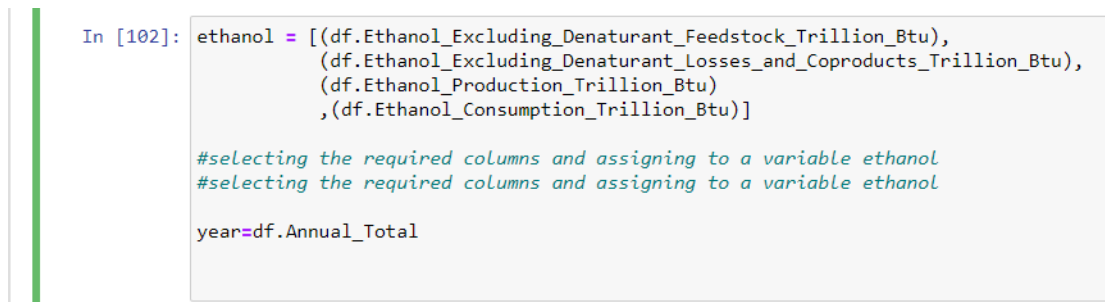 In [102]: ethanol = [(df.Ethanol_Excluding_Denaturant_Feedstock_Trillion_Btu),
(df.Ethanol_Excluding_Denaturant_Losses_and_Coproducts_Trillion_Btu),
(df.Ethanol_Production_Trillion_Btu)
,(df.Ethanol_Consumption_Trillion_Btu)]
#selecting the required columns and assigning to a variable ethanol
#selecting the required columns and assigning to a variable ethanol
year=df.Annual_Total